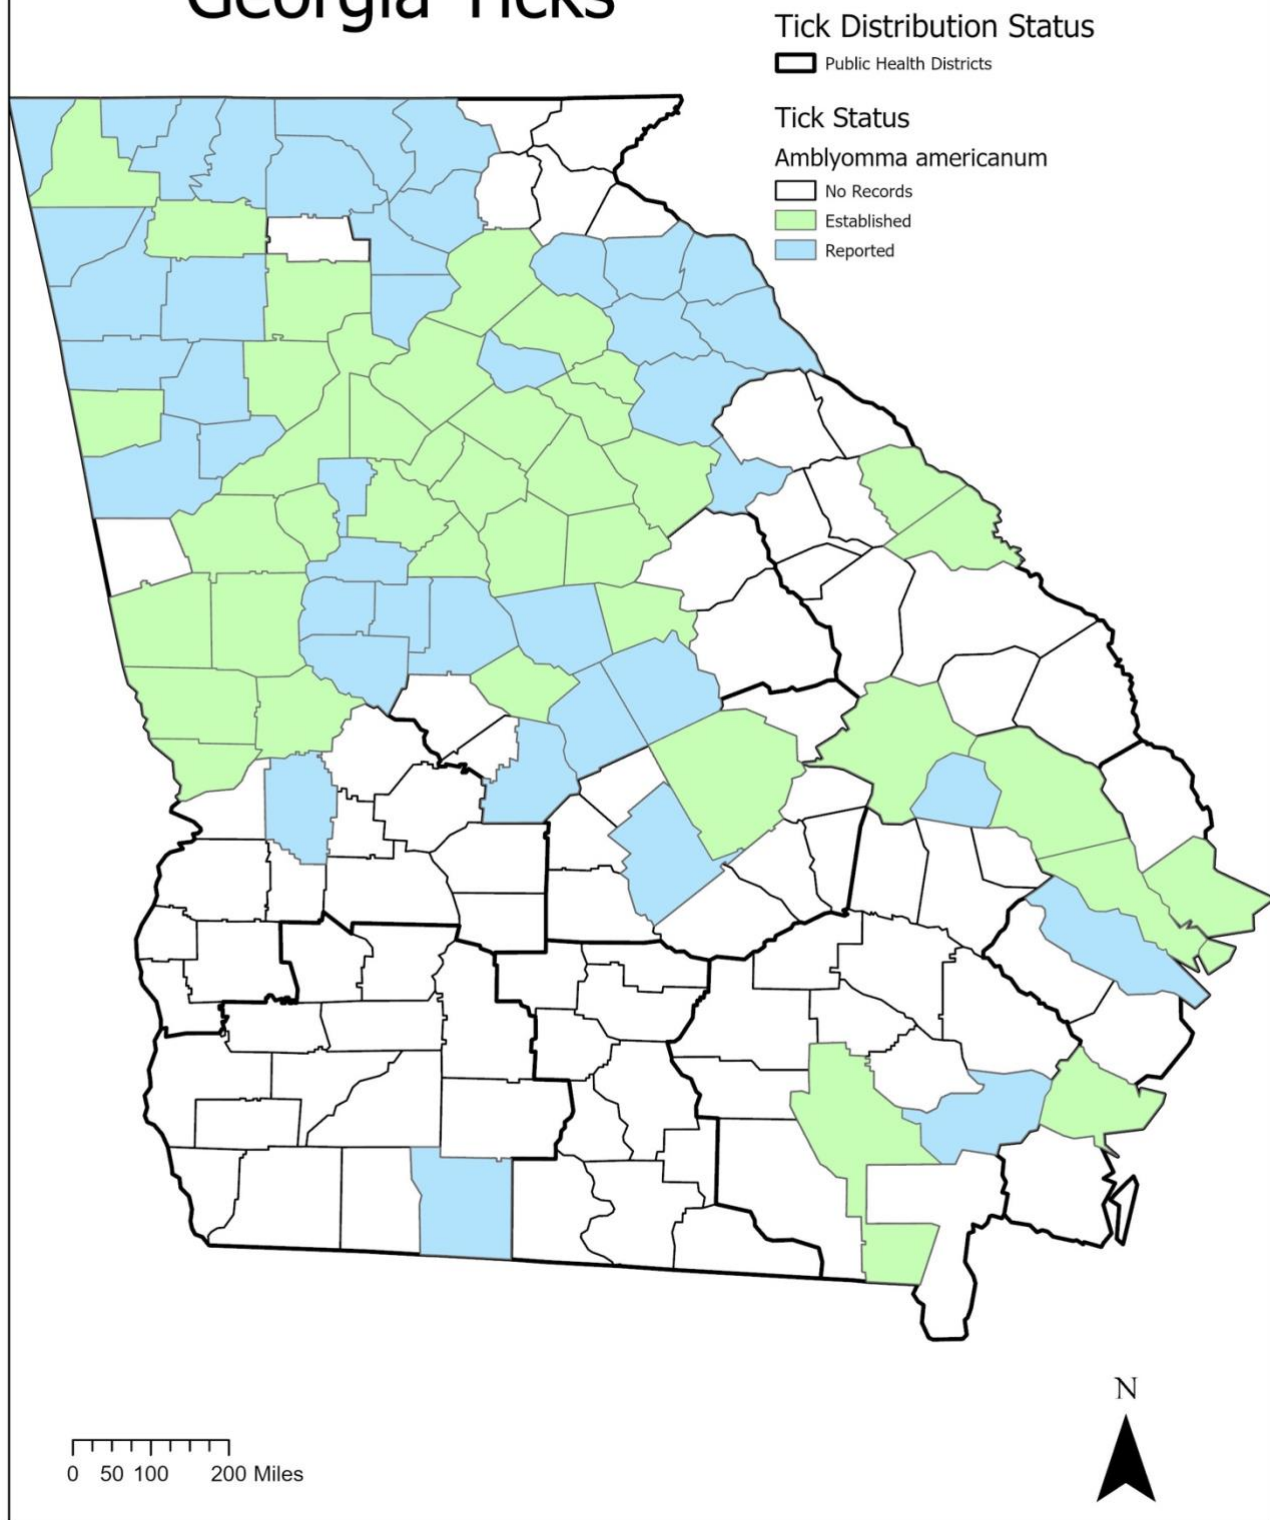 Georgia Ticks
Tick Distribution Status
Public Health Districts
Tick Status
Amblyomma americanum
No Records
Established
Reported
N
0 50 100 200 Miles